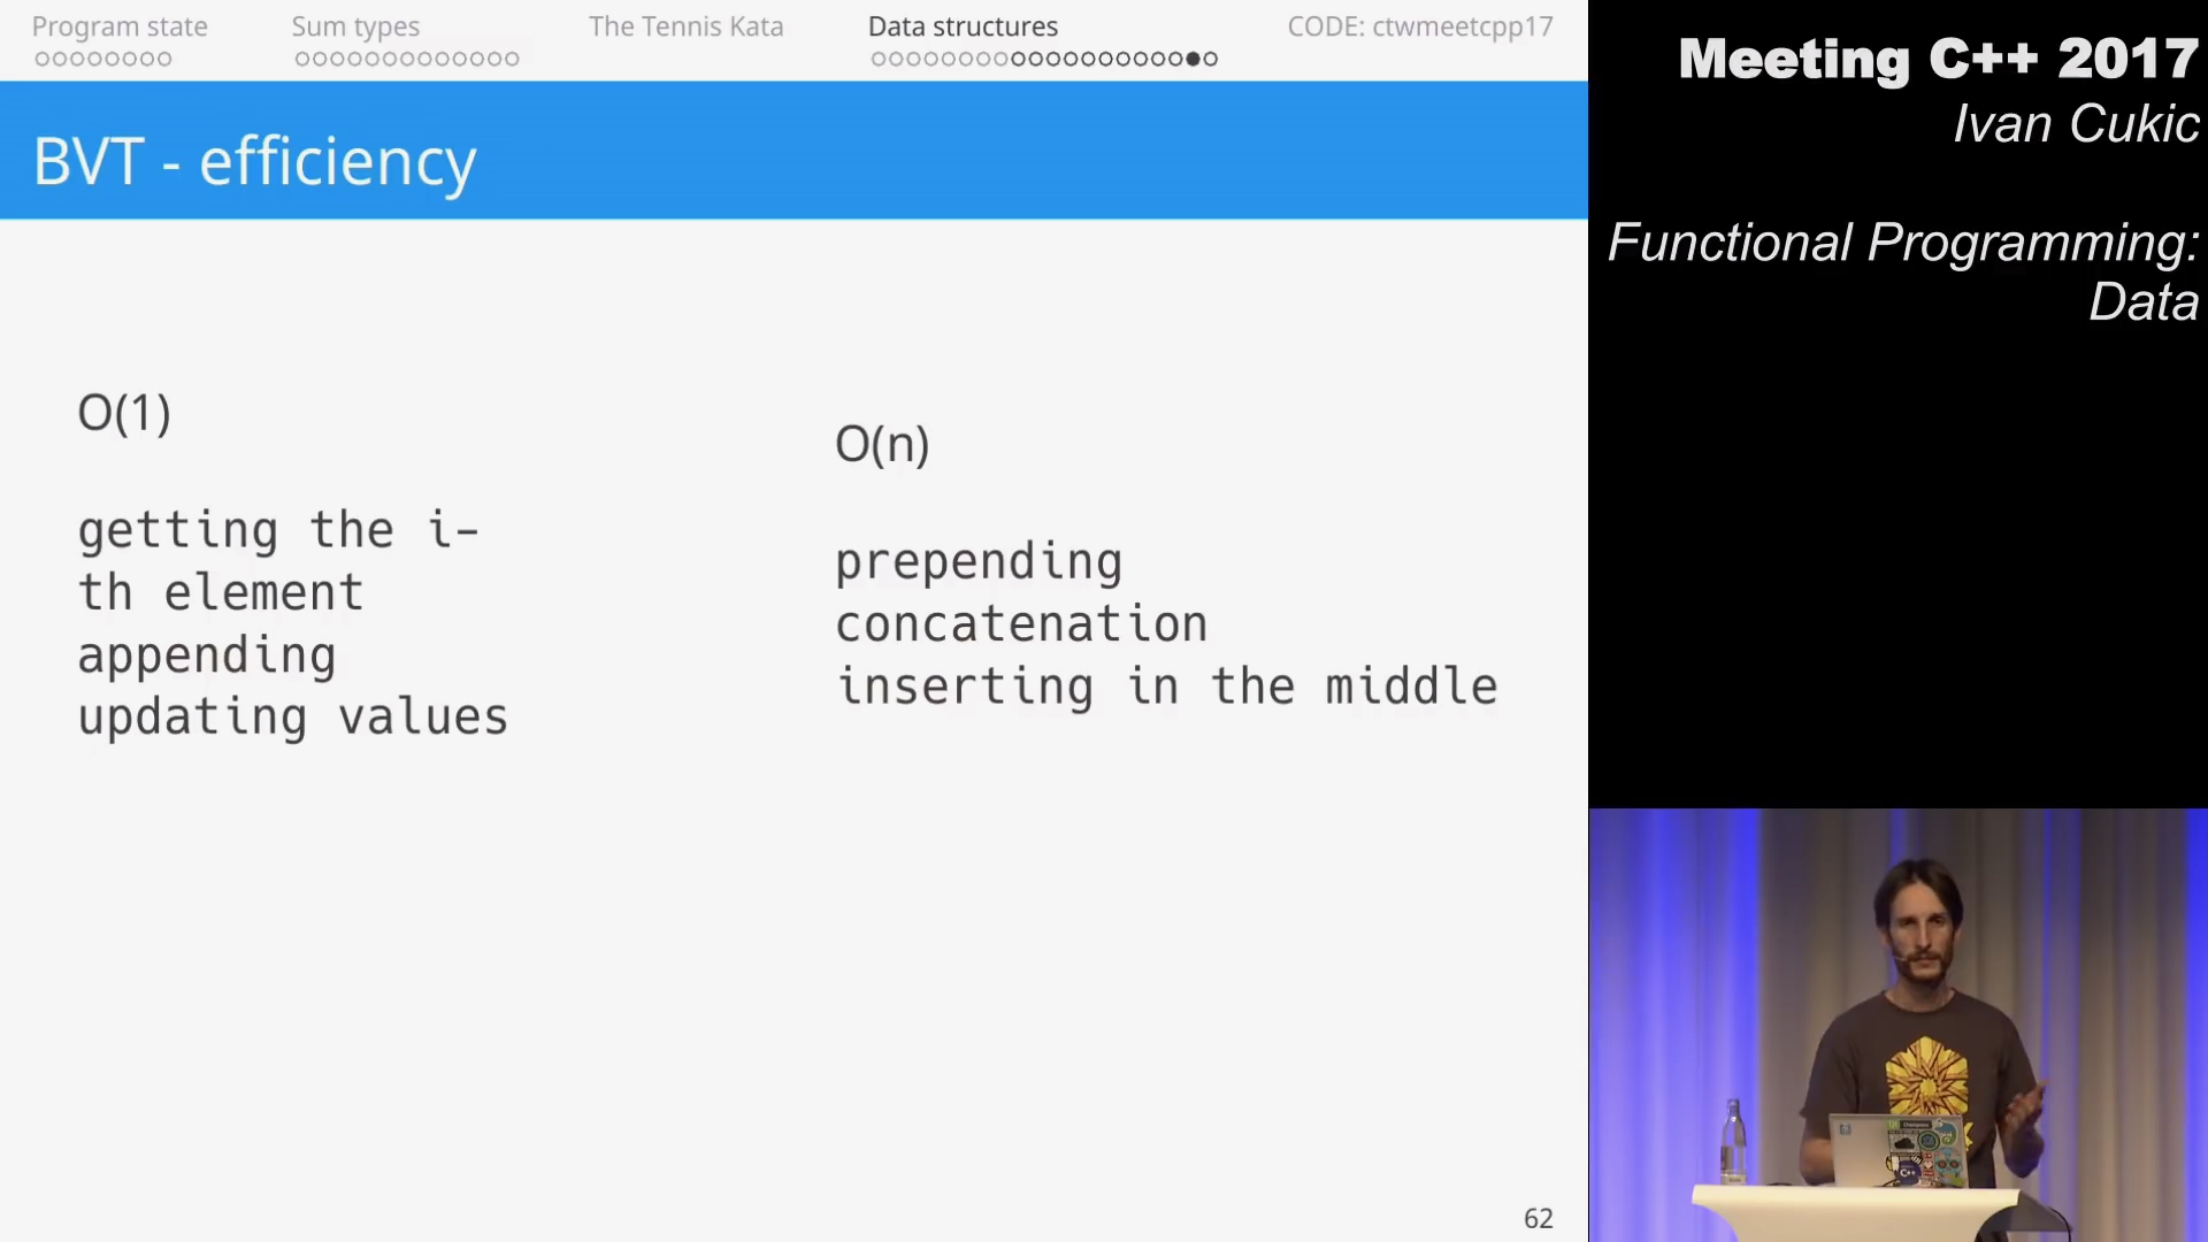 Program state Sum types The Tennis Kata Data structures CODE: ctwmeetcpp17
BVT - efficiency
O(1)
getting the i-
th element
appending
updating values
O(n)
prepending
concatenation
inserting in the middle
62
Meeting C++ 2017
Ivan Cukic
Functional Programming:
Data
C++